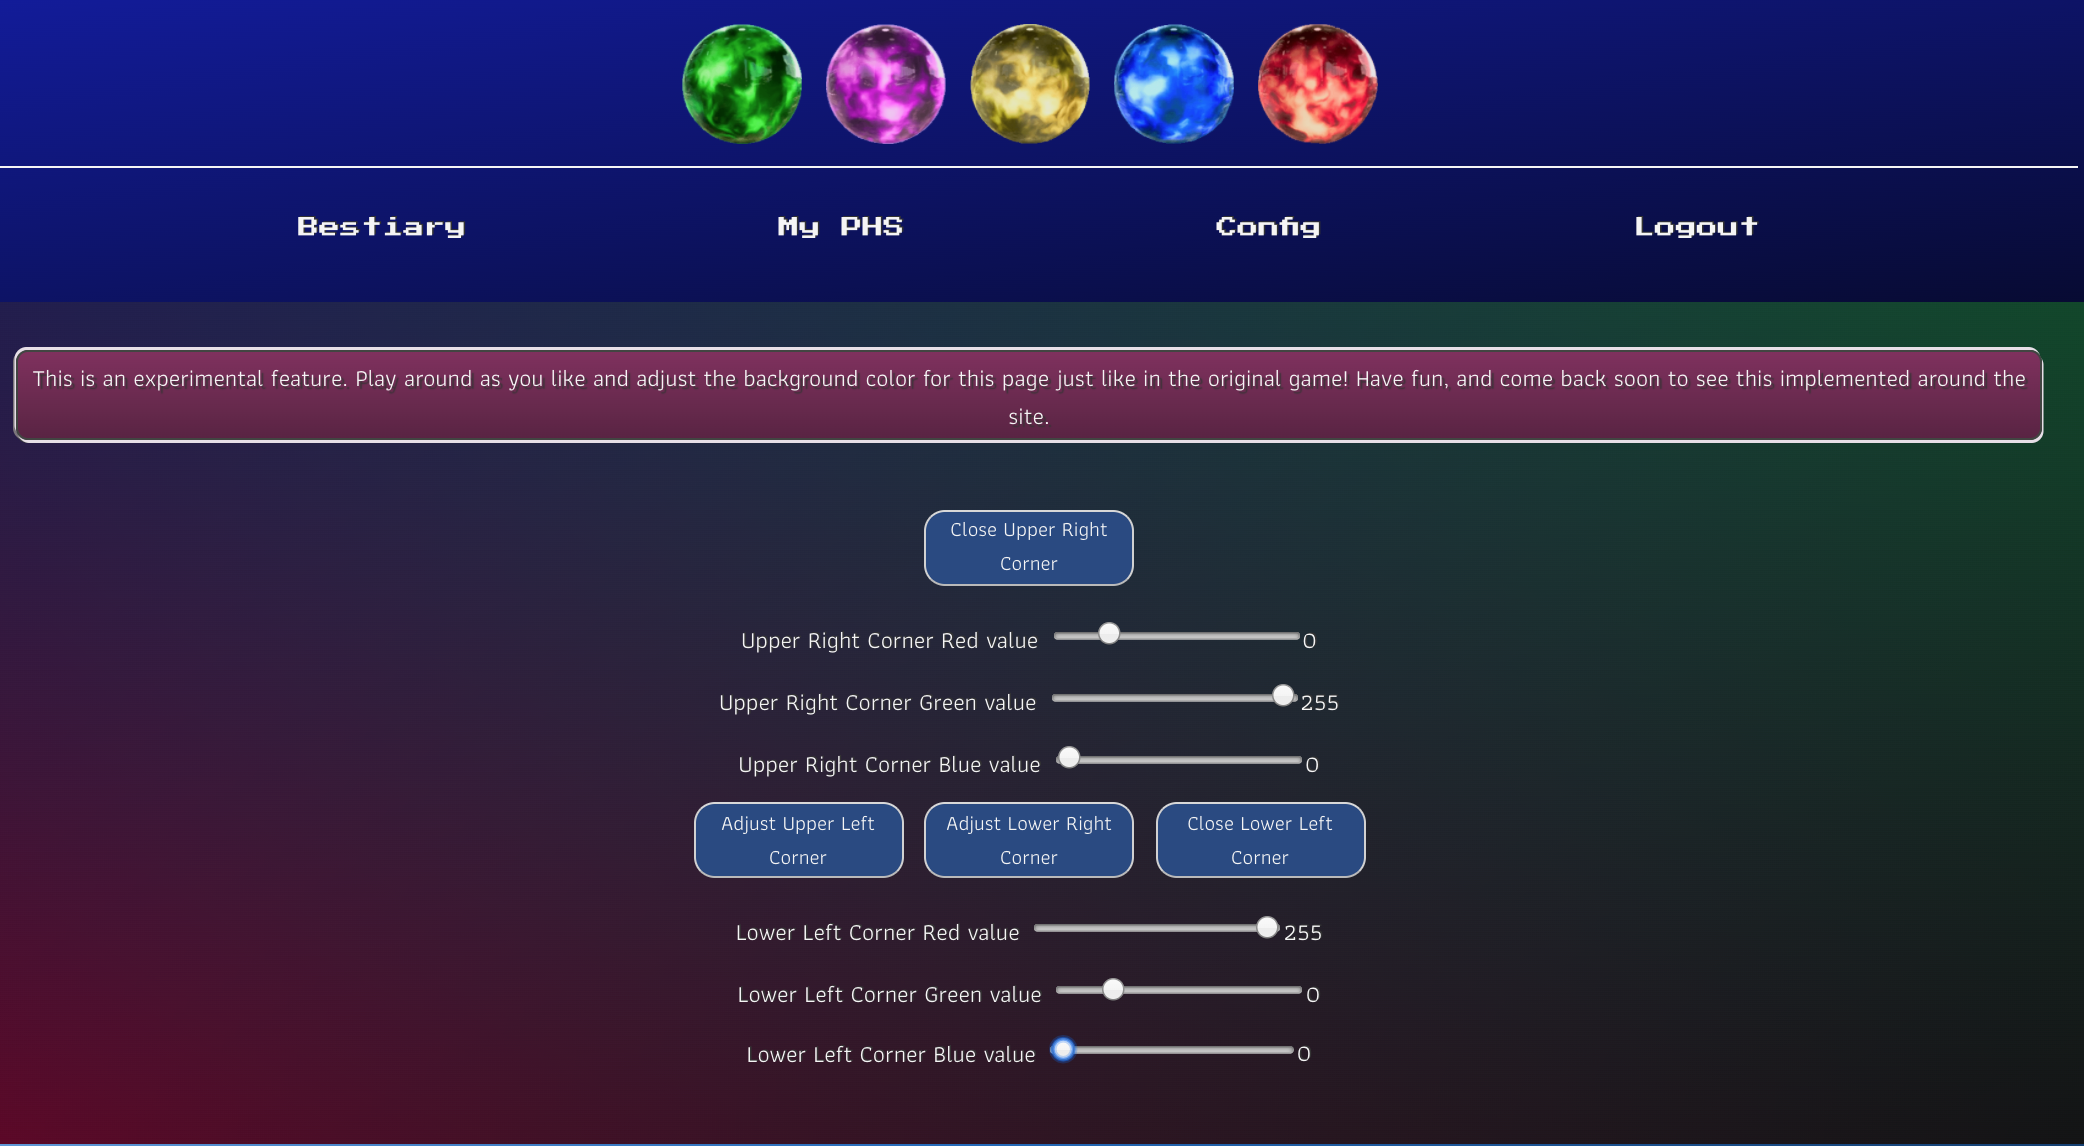 Bestiary My PHS Config Logout
This is an experimental feature. Play around as you like and adjust the background color for this page just like in the original game! Have fun, and come back soon to see this implemented around the
site.
Close Upper Right
Corner
Upper Right Corner Red value 0
Upper Right Corner Green value 255
Upper Right Corner Blue value 0
Adjust Upper Left
Corner
Adjust Lower Right
Corner
Close Lower Left
Corner
Lower Left Corner Red value 255
Lower Left Corner Green value 0
Lower Left Corner Blue value 0